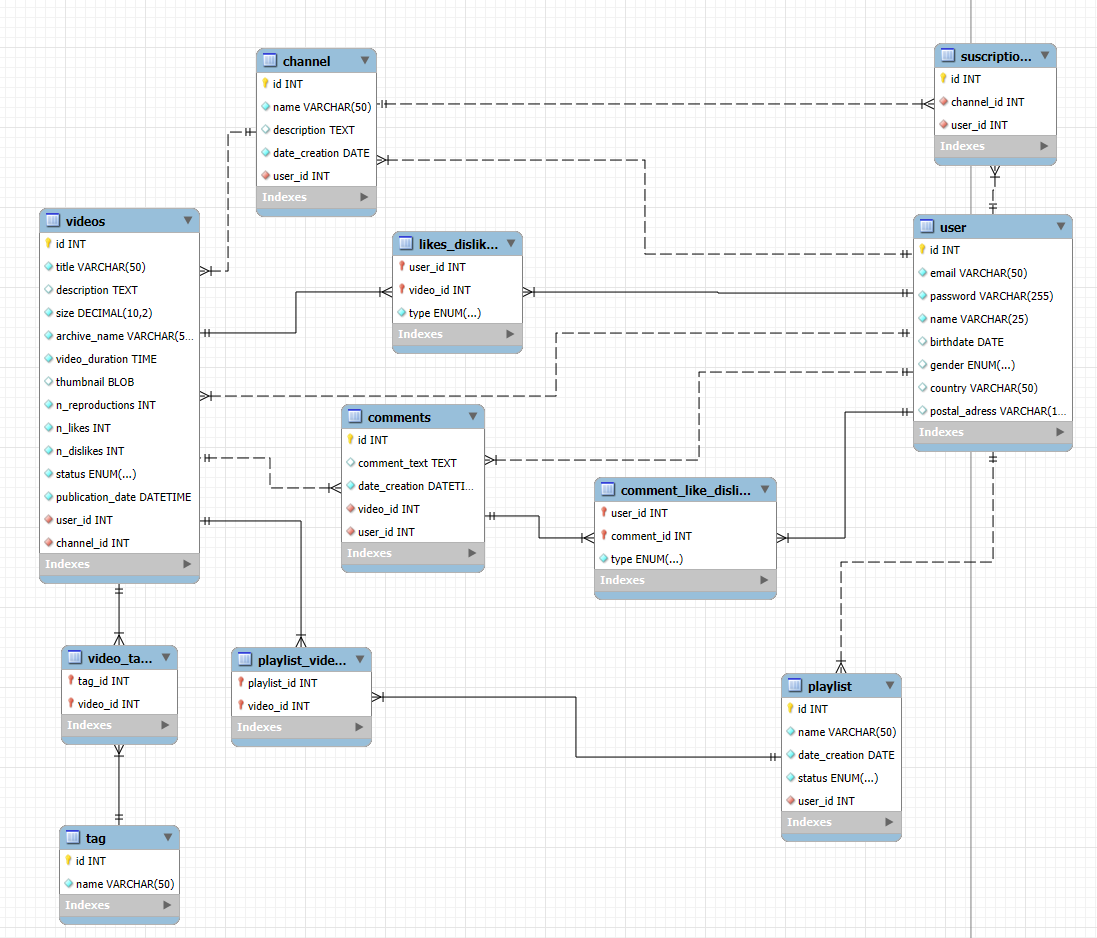 channel
id INT
name VARCHAR(50)
description TEXT
date_creation DATE
user_id INT
Indexes
suscriptio...
id INT
channel_id INT
user_id INT
Indexes
videos
id INT
title VARCHAR(50)
description TEXT
size DECIMAL(10,2)
archive_name VARCHAR(5...
video_duration TIME
thumbnail BLOB
n_reproductions INT
n_likes INT
n_dislikes INT
status ENUM(...)
publication_date DATETIME
user_id INT
channel_id INT
Indexes
likes_dislik...
user_id INT
video_id INT
type ENUM(...)
Indexes
user
id INT
email VARCHAR(50)
password VARCHAR(255)
name VARCHAR(25)
birthdate DATE
gender ENUM(...)
country VARCHAR(50)
postal_adress VARCHAR(1...
Indexes
comments
id INT
comment_text TEXT
date_creation DATETI...
video_id INT
user_id INT
Indexes
comment_like_disli...
user_id INT
comment_id INT
type ENUM(...)
Indexes
video_ta...
tag_id INT
video_id INT
Indexes
playlist_vide...
playlist_id INT
video_id INT
Indexes
playlist
id INT
name VARCHAR(50)
date_creation DATE
status ENUM(...)
user_id INT
Indexes
tag
id INT
name VARCHAR(50)
Indexes